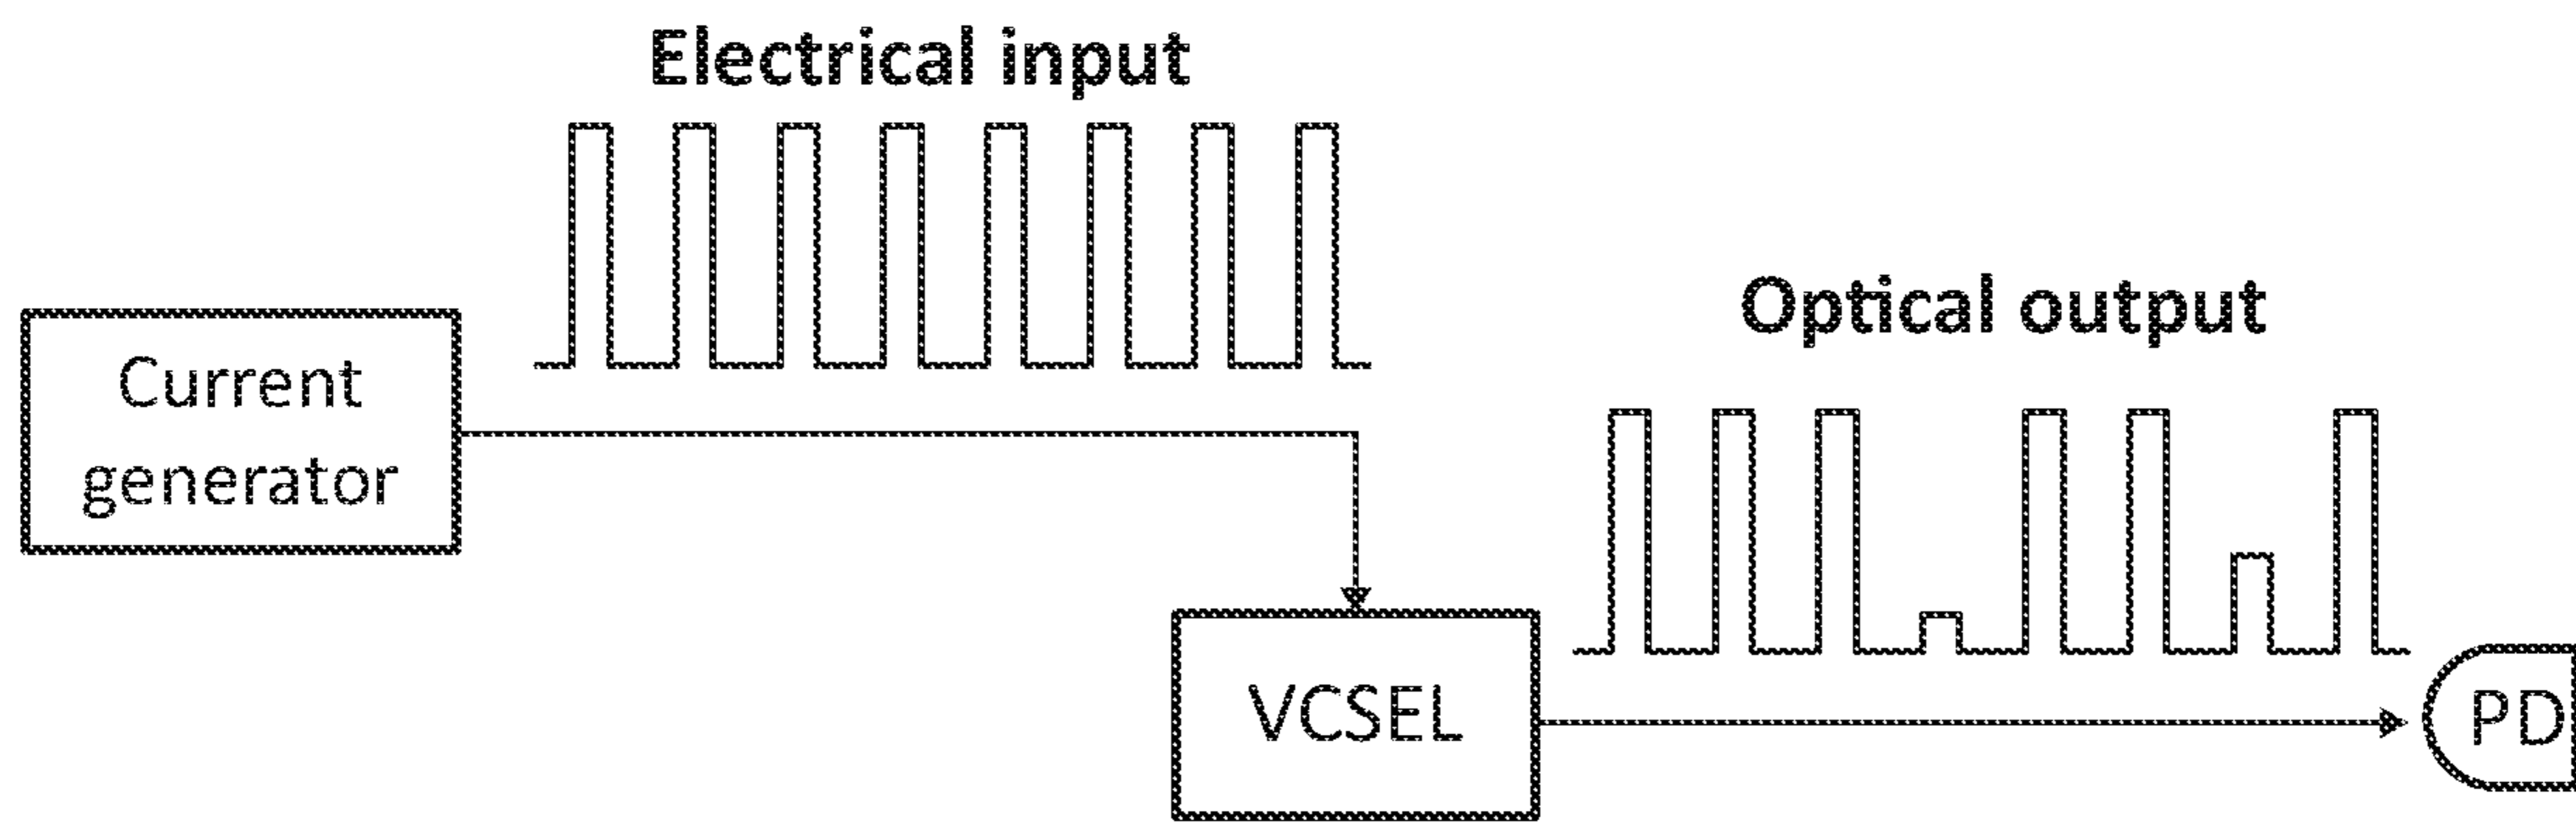 Electrical input
Current
generator
Optical output
VCSEL
PD